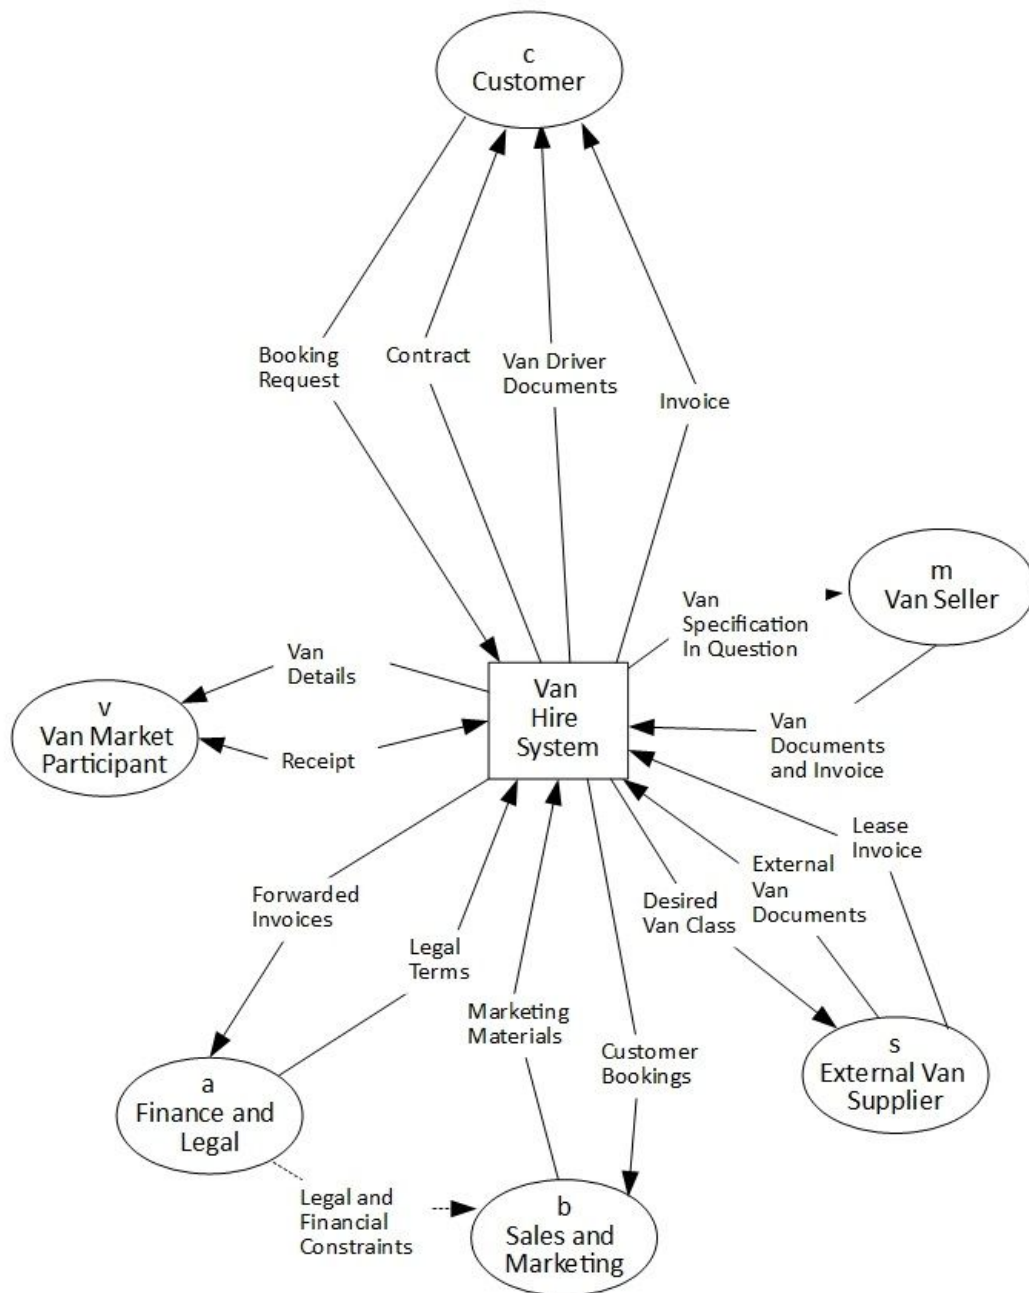 c
Customer
Booking
Request
Contract
Van Driver
Documents
Invoice
m
Van Seller
Van
Specification
In Question
Van
Details
Van
Hire
System
v
Van Market
Participant
Receipt
Van
Documents
and Invoice
Lease
Invoice
External
Van
Documents
Desired
Van Class
Forwarded
Invoices
Legal
Terms
Marketing
Materials
Customer
Bookings
s
External Van
Supplier
a
Finance and
Legal
Legal and
Financial
Constraints
b
Sales and
Marketing